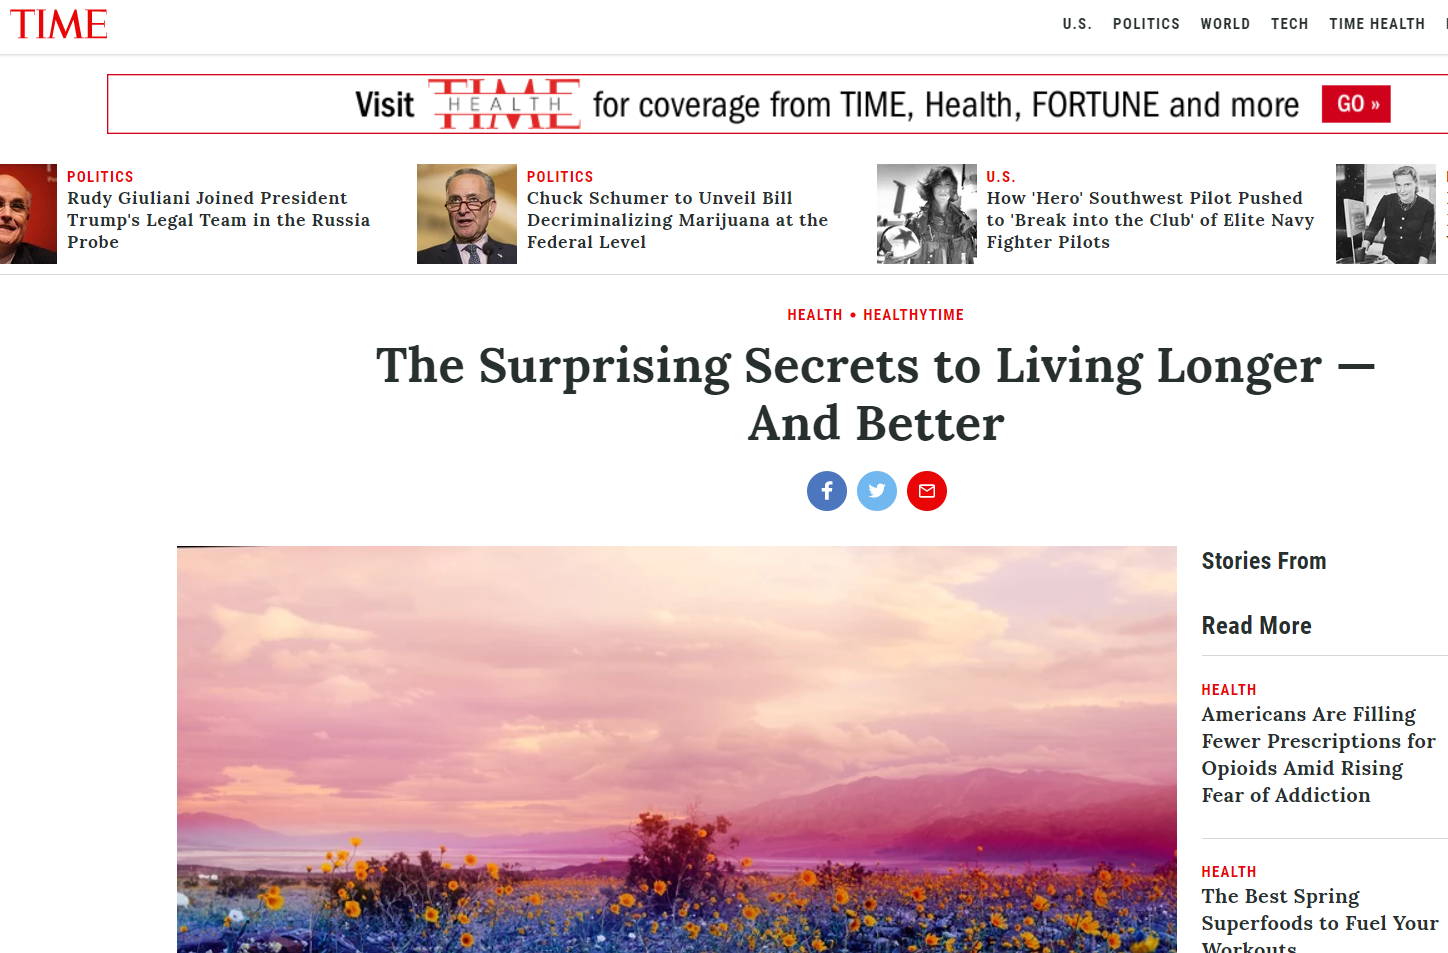 TIME
U.S. POLITICS WORLD TECH TIME HEALTH
Visit TIME HEALTH for coverage from TIME, Health, FORTUNE and more GO »
POLITICS
Rudy Giuliani Joined President
Trump's Legal Team in the Russia
Probe
POLITICS
Chuck Schumer to Unveil Bill
Decriminalizing Marijuana at the
Federal Level
U.S.
How 'Hero' Southwest Pilot Pushed
to 'Break into the Club' of Elite Navy
Fighter Pilots
HEALTH • HEALTHYTIME
The Surprising Secrets to Living Longer —
And Better
Stories From
Read More
HEALTH
Americans Are Filling
Fewer Prescriptions for
Opioids Amid Rising
Fear of Addiction
HEALTH
The Best Spring
Superfoods to Fuel Your
Workouts